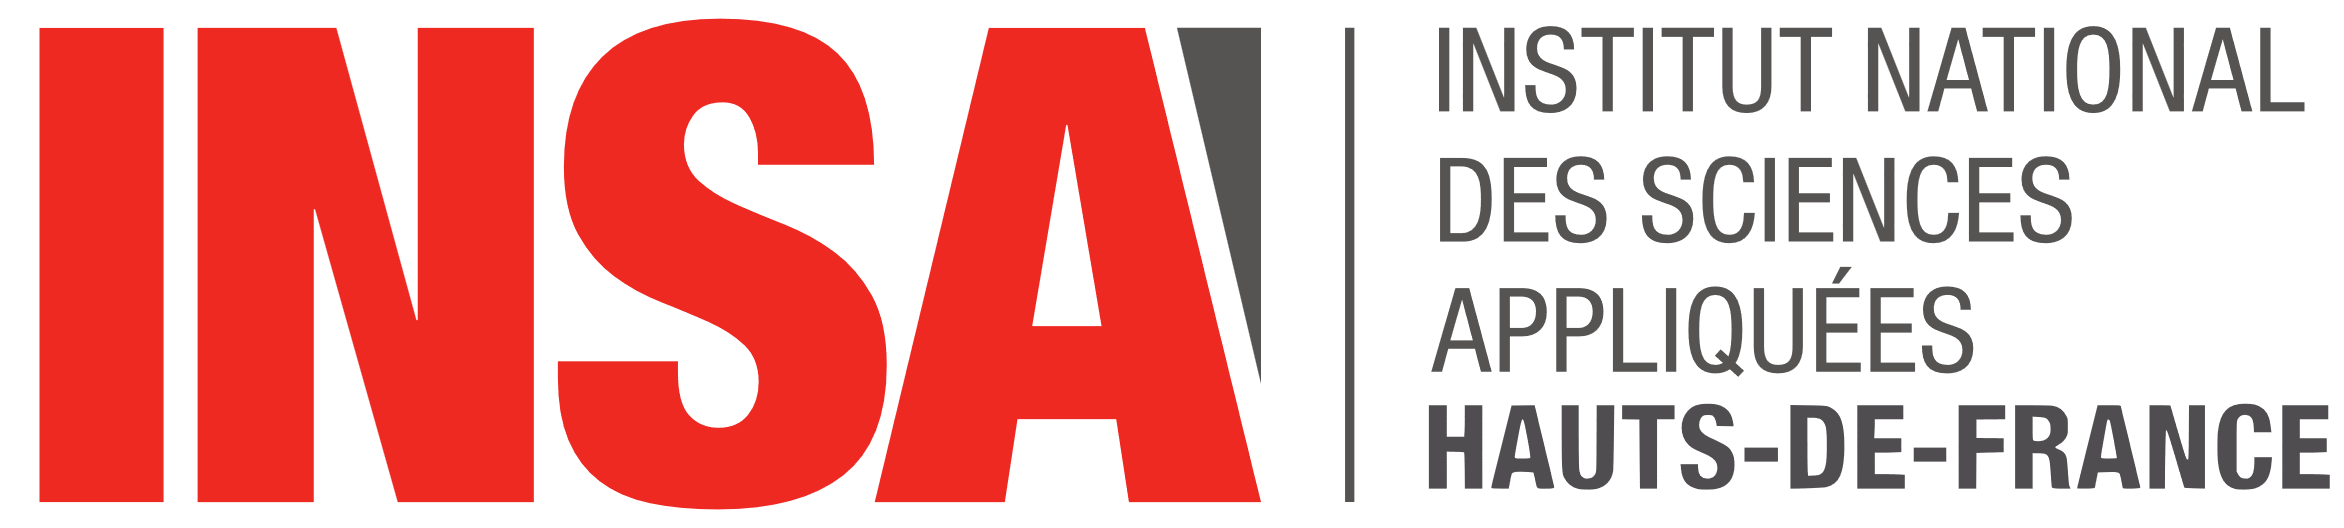 INSA
INSTITUT NATIONAL
DES SCIENCES
APPLIQUÉES
HAUTS-DE-FRANCE